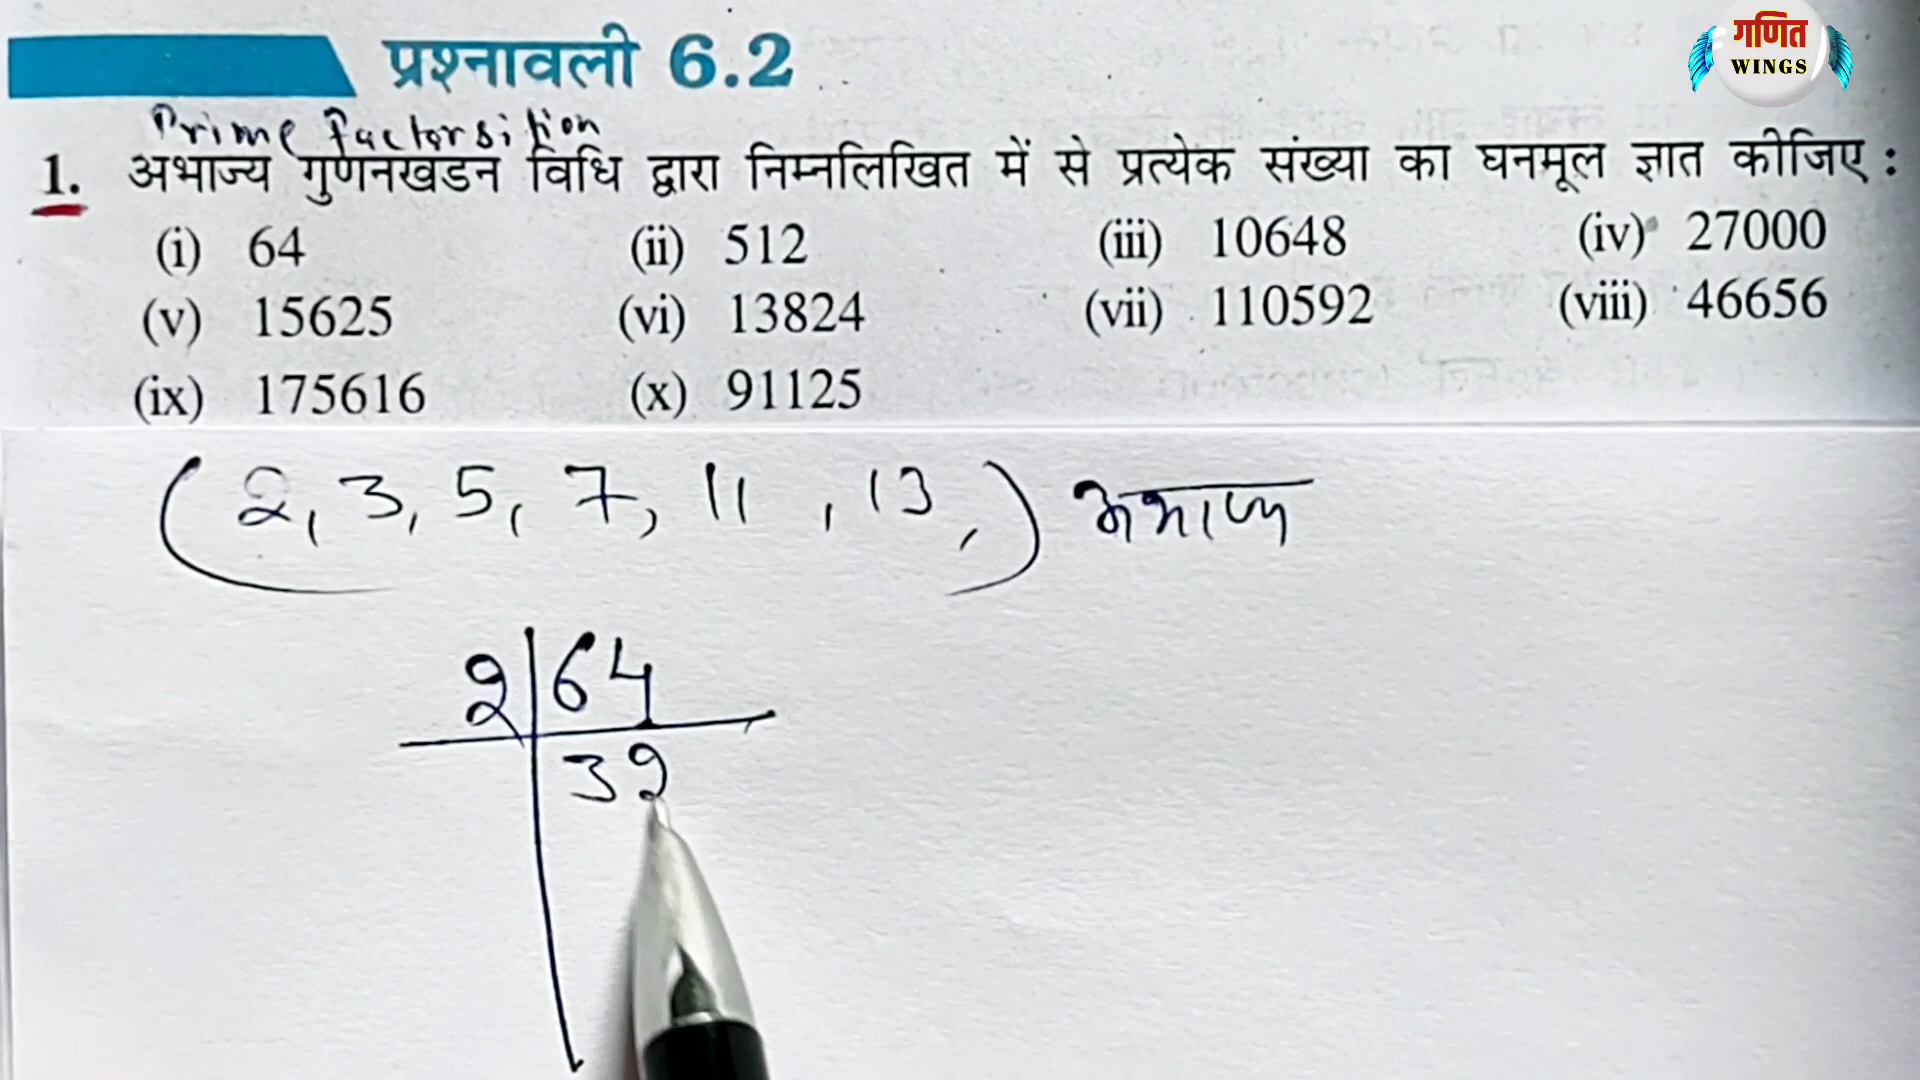 गणित
WINGS
प्रश्नावली 6.2
Prime factorsition
1. अभाज्य गुणनखंडन विधि द्वारा निम्नलिखित में से प्रत्येक संख्या का घनमूल ज्ञात कीजिए :
(i) 64 (ii) 512 (iii) 10648 (iv) 27000
(v) 15625 (vi) 13824 (vii) 110592 (viii) 46656
(ix) 175616 (x) 91125
(2, 3, 5, 7, 11, 13,) अभाज्य
2 64
32